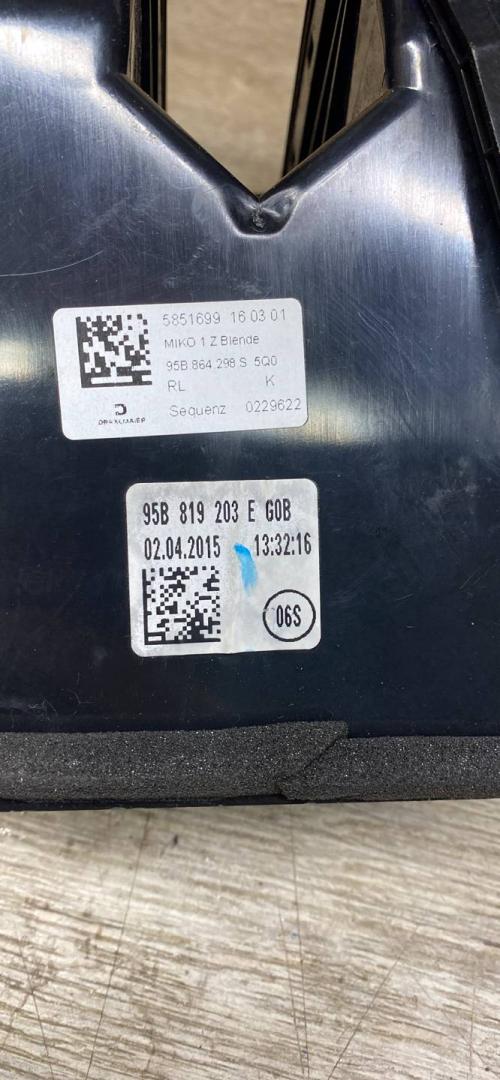 5851699 16 03 01
MIKO 1 Z Blende
95B 864 298 S 5Q0
RL K
DRÄXLMAIER
Sequenz 0229622
95B 819 203 E G0B
02.04.2015 13:32:16
06S